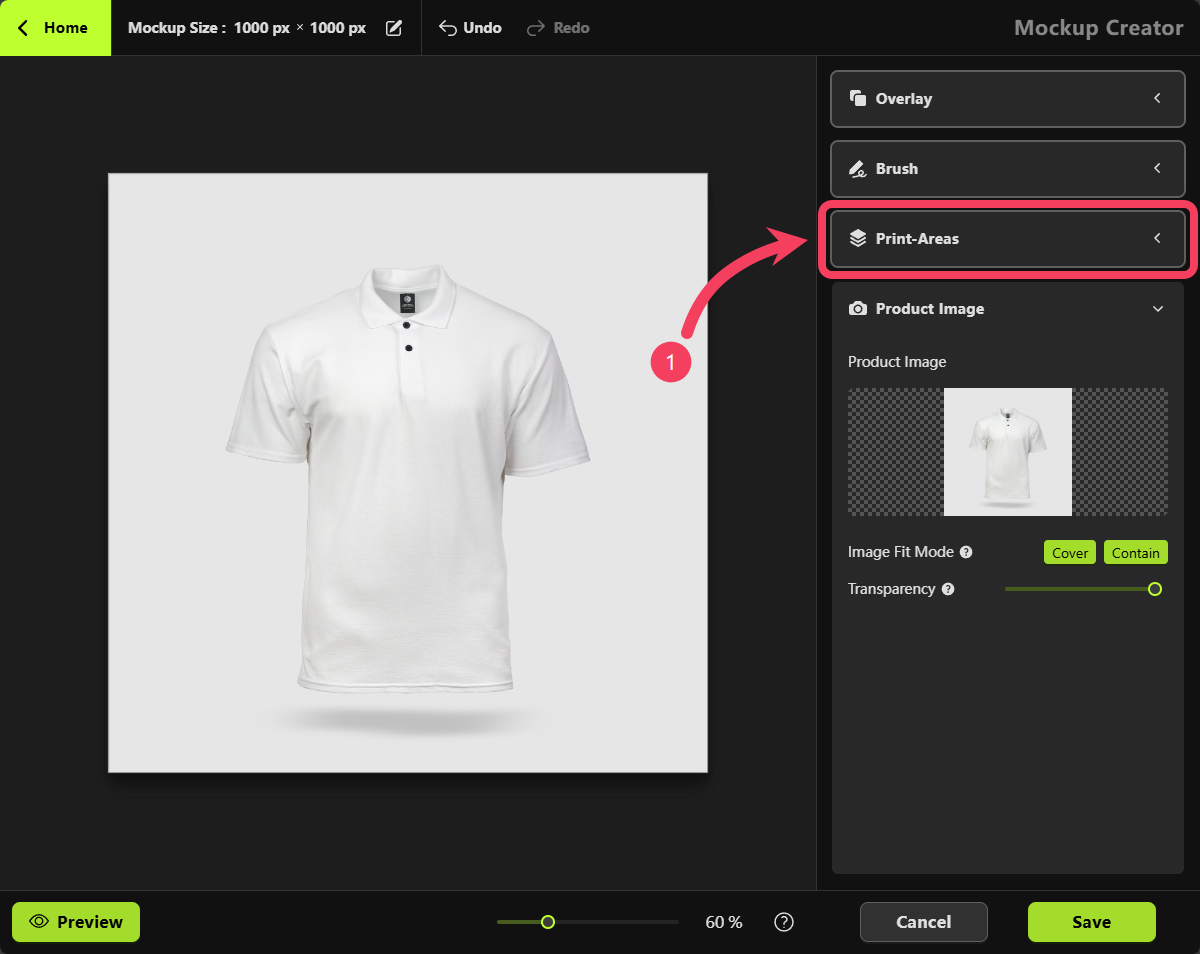 Home
Mockup Size : 1000 px × 1000 px
Undo
Redo
Mockup Creator
Overlay
Brush
Print-Areas
1
Product Image
Product Image
Image Fit Mode ?
Cover
Contain
Transparency ?
Preview
60 %
?
Cancel
Save